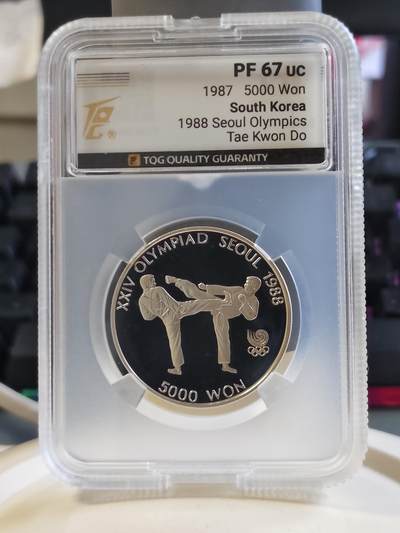 PF 67 UC
1987 5000 Won
South Korea
1988 Seoul Olympics
Tae Kwon Do
TQG QUALITY GUARANTY
XXIV OLYMPIAD SEOUL 1988
5000 WON